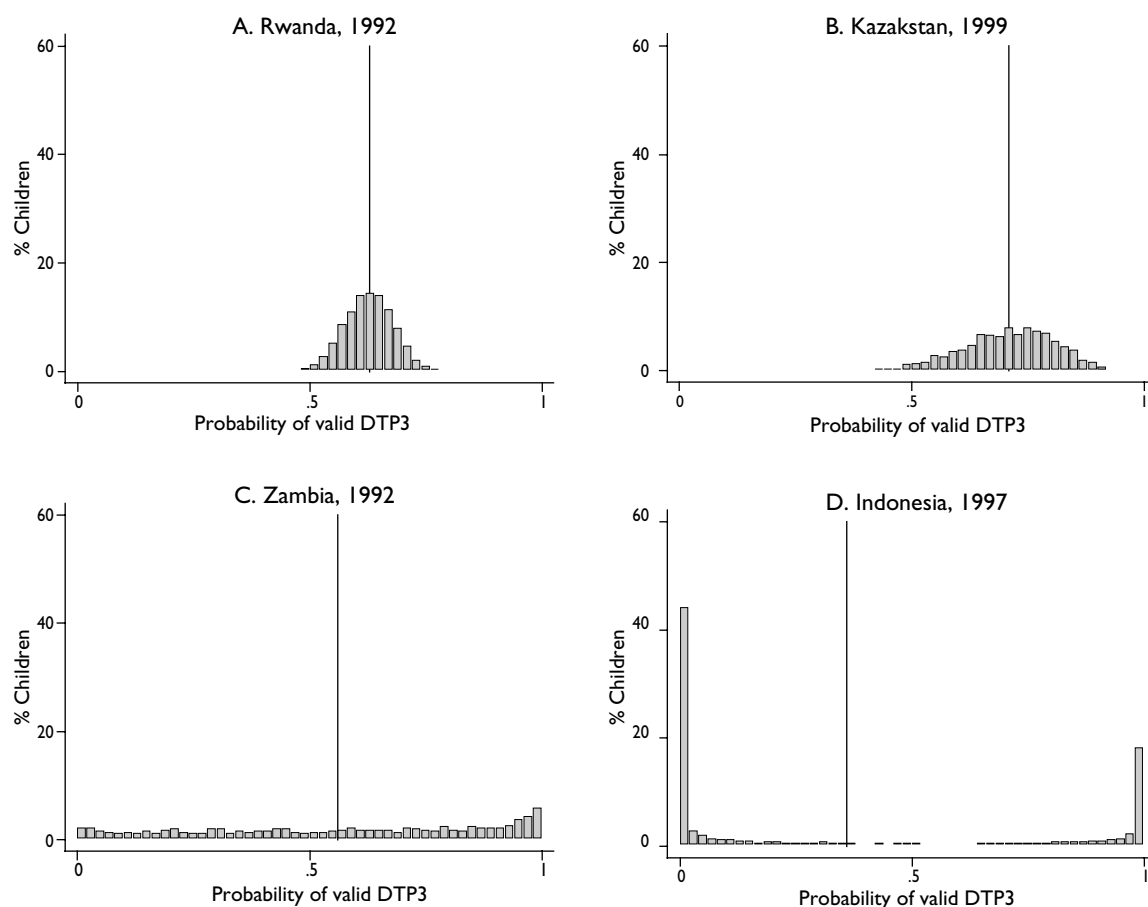 A. Rwanda, 1992
60
40
20
0
% Children
0 .5 1
Probability of valid DTP3
B. Kazakstan, 1999
60
40
20
0
% Children
0 .5 1
Probability of valid DTP3
C. Zambia, 1992
60
40
20
0
% Children
0 .5 1
Probability of valid DTP3
D. Indonesia, 1997
60
40
20
0
% Children
0 .5 1
Probability of valid DTP3